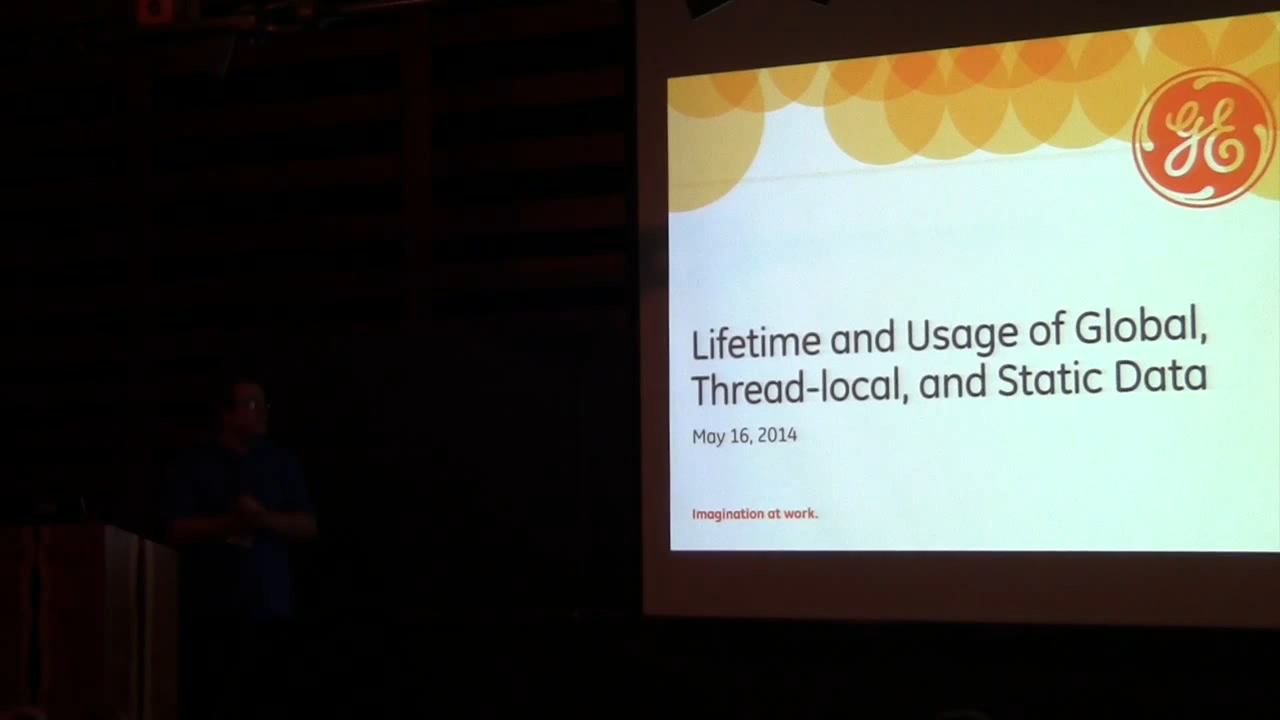 GE
Lifetime and Usage of Global,
Thread-local, and Static Data
May 16, 2014
Imagination at work.